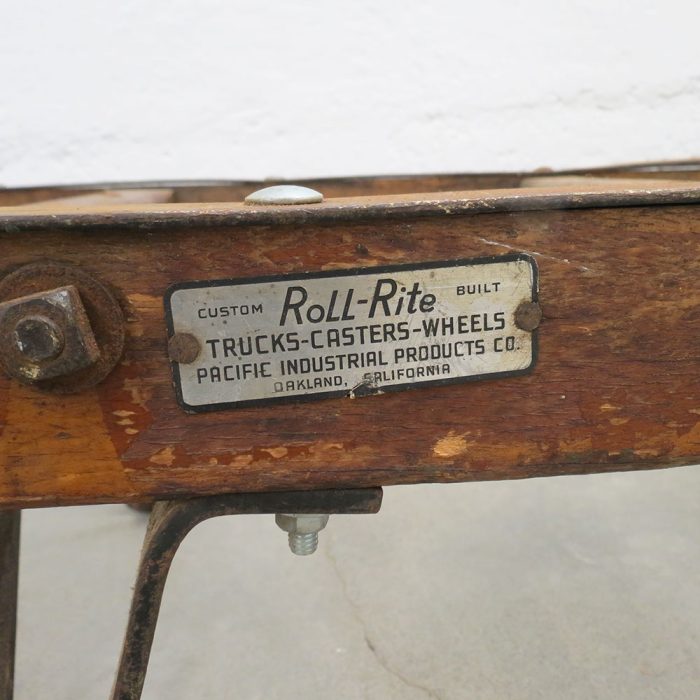 CUSTOM RoLL-Rite BUILT
TRUCKS-CASTERS-WHEELS
PACIFIC INDUSTRIAL PRODUCTS CO.
OAKLAND, CALIFORNIA